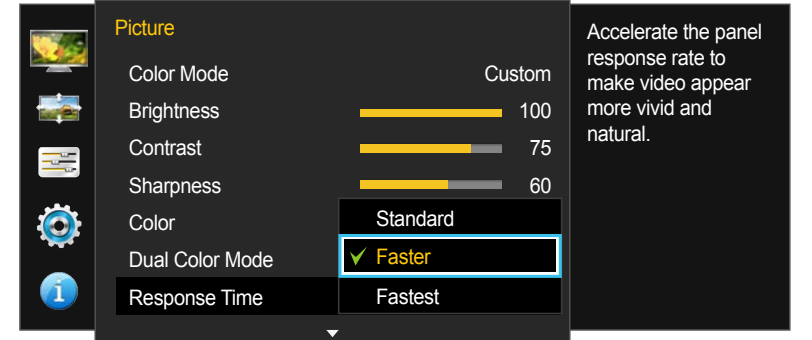 Picture
Color Mode Custom
Brightness 100
Contrast 75
Sharpness 60
Color
Dual Color Mode
Response Time
Standard
Faster
Fastest
Accelerate the panel
response rate to
make video appear
more vivid and
natural.
i